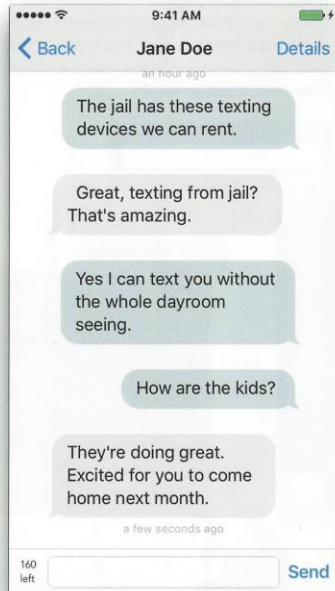 9:41 AM
Back
Jane Doe
Details
an hour ago
The jail has these texting
devices we can rent.
Great, texting from jail?
That's amazing.
Yes I can text you without
the whole dayroom
seeing.
How are the kids?
They're doing great.
Excited for you to come
home next month.
a few seconds ago
160
left
Send